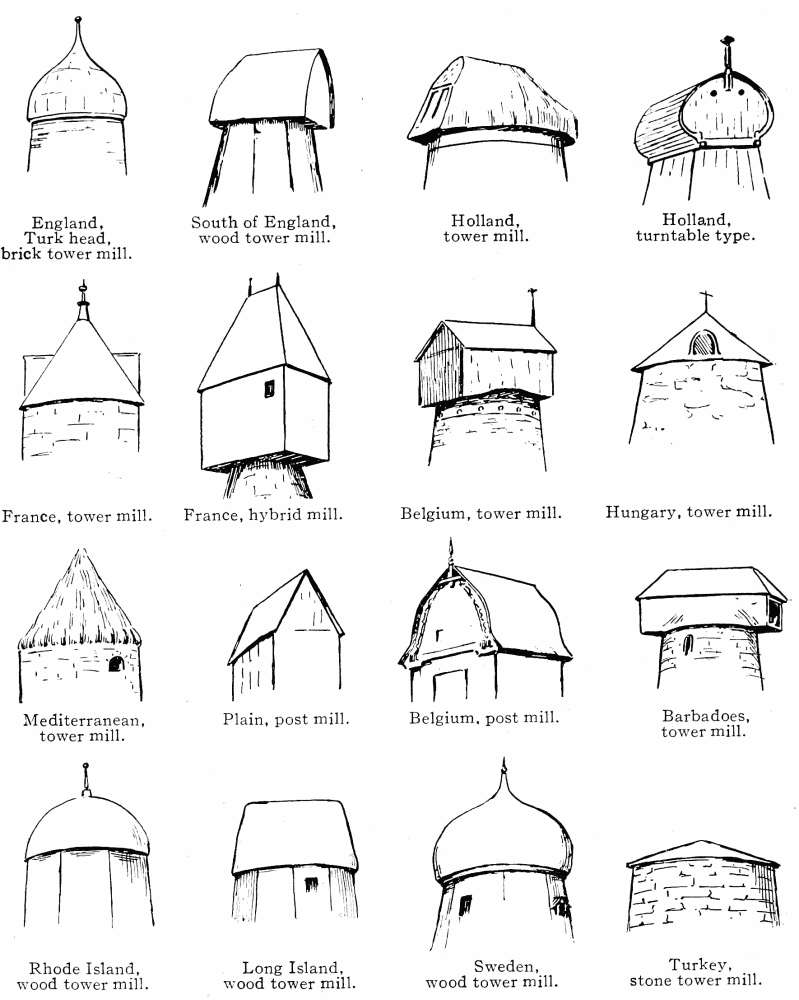 England,
Turk head,
brick tower mill.
South of England,
wood tower mill.
Holland,
tower mill.
Holland,
turntable type.
France, tower mill.
France, hybrid mill.
Belgium, tower mill.
Hungary, tower mill.
Mediterranean,
tower mill.
Plain, post mill.
Belgium, post mill.
Barbadoes,
tower mill.
Rhode Island,
wood tower mill.
Long Island,
wood tower mill.
Sweden,
wood tower mill.
Turkey,
stone tower mill.